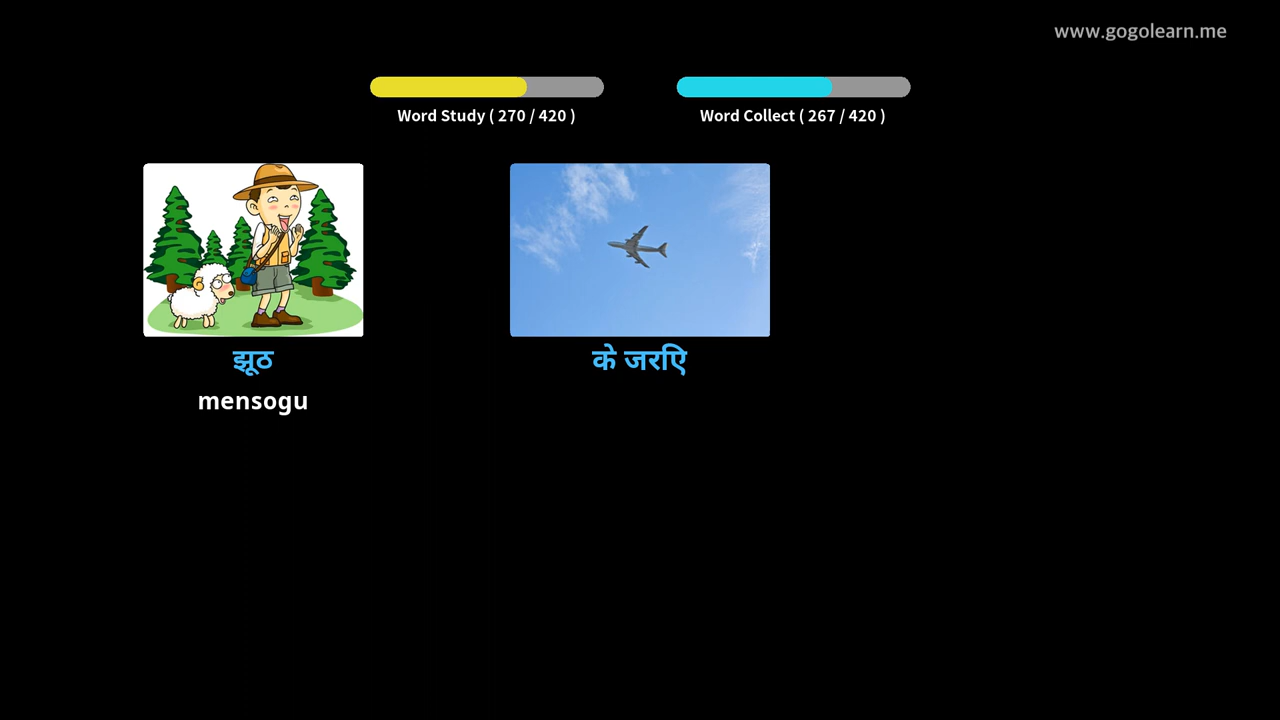 www.gogolearn.me
Word Study ( 270 / 420 )
Word Collect ( 267 / 420 )
झूठ
mensogu
के जरिए